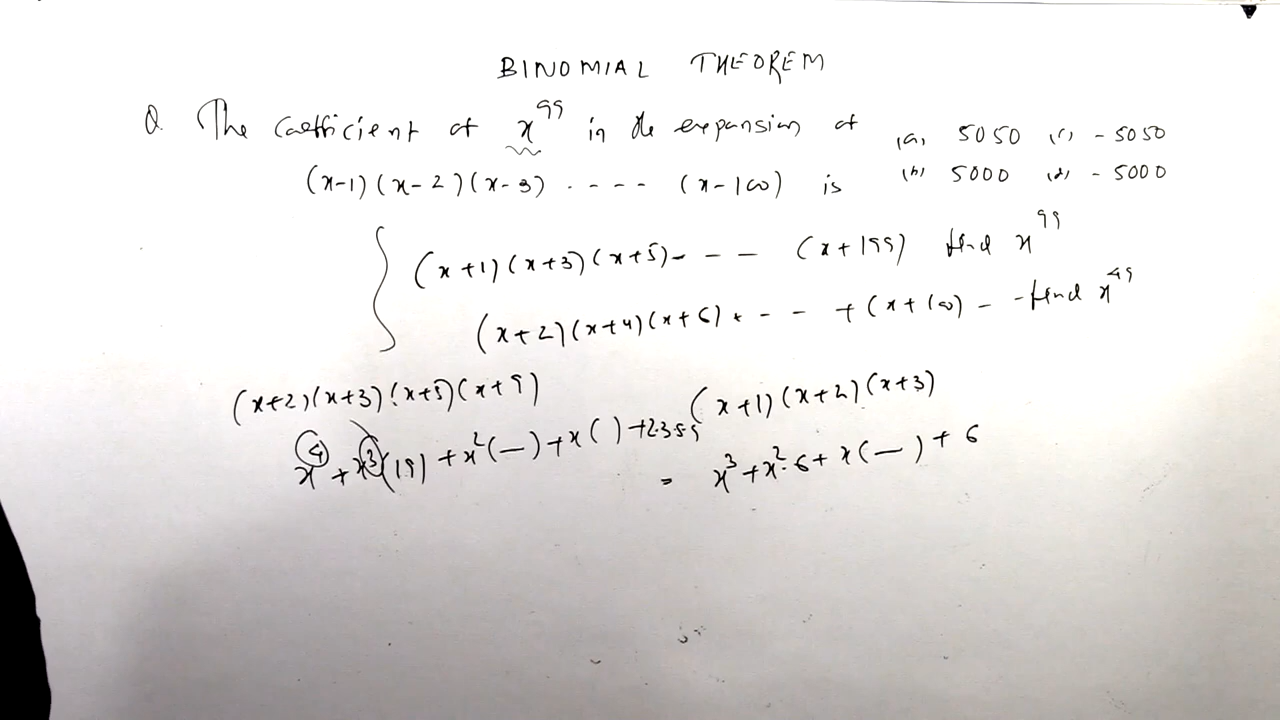 BINOMIAL THEOREM
Q. The Coefficient of x^99 in the expansion of
(x-1)(x-2)(x-3) ..... (x-100) is
(a) 5050 (c) -5050
(b) 5000 (d) -5000
(x+1)(x+3)(x+5)- - - (x+199) find x^99
(x+2)(x+4)(x+6) . - - + (x+100) - -find x^49
(x+2)(x+3)(x+5)(x+9)
x^4 + x^3(19) + x^2(—) + x( ) + 2.3.5.9
(x+1)(x+2)(x+3)
= x^3 + x^2.6 + x(—) + 6